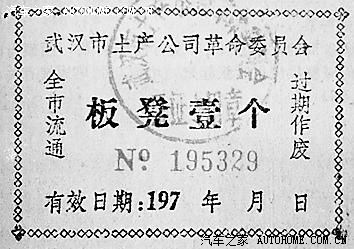 武汉市土产公司革命委员会
全市流通
板凳壹个
过期作废
Nº 195329
有效日期:197 年 月 日
汽车之家 AUTOHOME.COM.CN